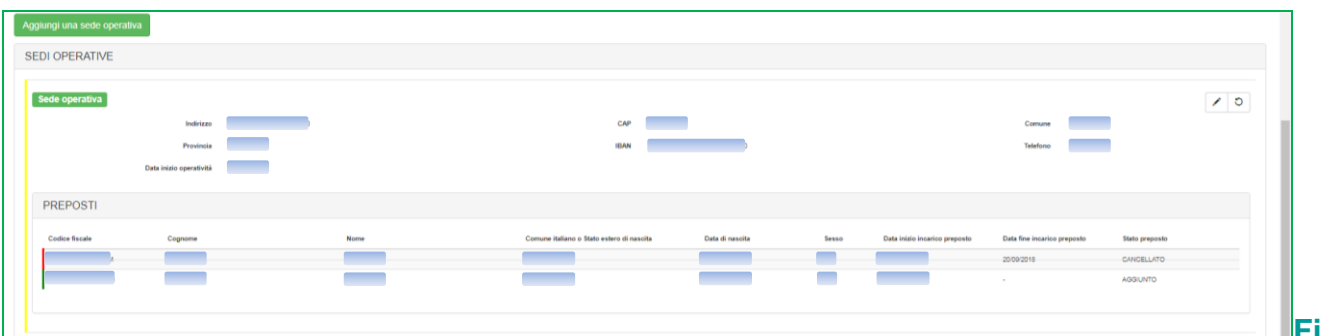 Aggiungi una sede operativa
SEDI OPERATIVE
Sede operativa
Indirizzo CAP Comune
Provincia IBAN Telefono
Data inizio operatività
PREPOSTI
Codice fiscale Cognome Nome Comune italiano o Stato estero di nascita Data di nascita Sesso Data inizio incarico preposto Data fine incarico preposto Stato preposto
20/09/2018 CANCELLATO
- AGGIUNTO
Fi